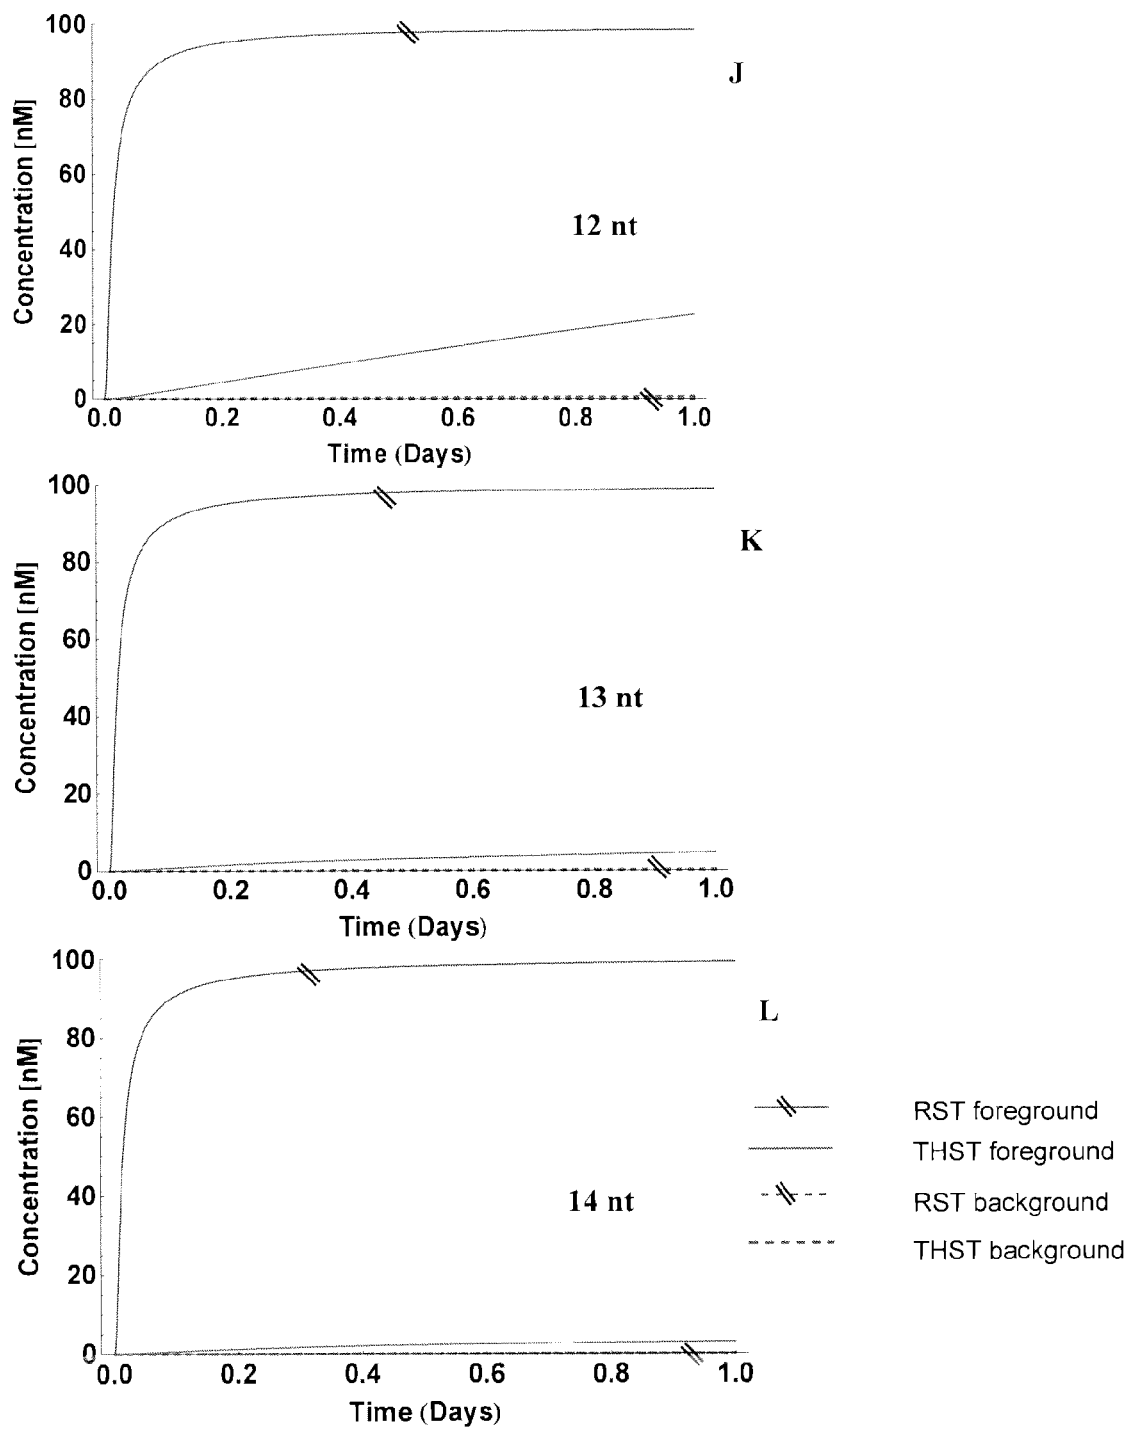 100
80
60
40
20
0
Concentration [nM]
J
12 nt
0.0 0.2 0.4 0.6 0.8 1.0
Time (Days)
100
80
60
40
20
0
Concentration [nM]
K
13 nt
0.0 0.2 0.4 0.6 0.8 1.0
Time (Days)
100
80
60
40
20
0
Concentration [nM]
L
14 nt
0.0 0.2 0.4 0.6 0.8 1.0
Time (Days)
RST foreground
THST foreground
RST background
THST background